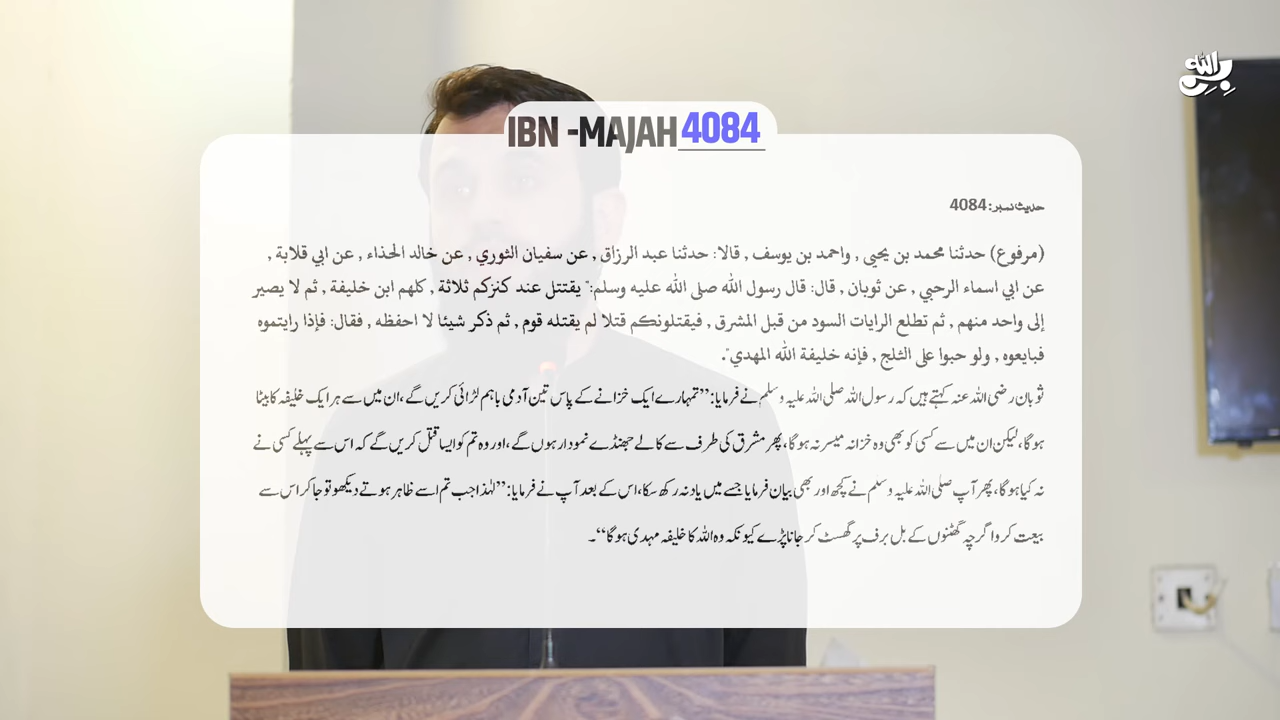 IBN -MAJAH 4084
حدیث نمبر: 4084
(مرفوع) حدثنا محمد بن يحيى , واحمد بن يوسف , قالا: حدثنا عبد الرزاق , عن سفيان الثوري , عن خالد الحذاء , عن ابي قلابة ,
عن ابي اسماء الرحبي , عن ثوبان , قال: قال رسول الله صلى الله عليه وسلم:" يقتتل عند كنزكم ثلاثة , كلهم ابن خليفة , ثم لا يصير
إلى واحد منهم , ثم تطلع الرايات السود من قبل المشرق , فيقتلونكم قتلا لم يقتله قوم , ثم ذكر شيئا لا احفظه , فقال: فإذا رايتموه
فبايعوه , ولو حبوا على الثلج , فإنه خليفة الله المهدي".
ثوبان رضی اللہ عنہ کہتے ہیں کہ رسول اللہ صلی اللہ علیہ وسلم نے فرمایا: ”تمہارے ایک خزانے کے پاس تین آدمی باہم لڑائی کریں گے، ان میں سے ہر ایک خلیفہ کا بیٹا
ہو گا، لیکن ان میں سے کسی کو بھی وہ خزانہ میسر نہ ہو گا، پھر مشرق کی طرف سے کالے جھنڈے نمودار ہوں گے، اور وہ تم کو ایسا قتل کریں گے کہ اس سے پہلے کسی نے
نہ کیا ہو گا، پھر آپ صلی اللہ علیہ وسلم نے کچھ اور بھی بیان فرمایا جسے میں یاد نہ رکھ سکا، اس کے بعد آپ نے فرمایا: ”لہٰذا جب تم اسے ظاہر ہوتے دیکھو تو جا کر اس سے
بیعت کرو اگرچہ گھٹنوں کے بل برف پر گھسٹ کر جانا پڑے کیونکہ وہ اللہ کا خلیفہ مہدی ہو گا“۔